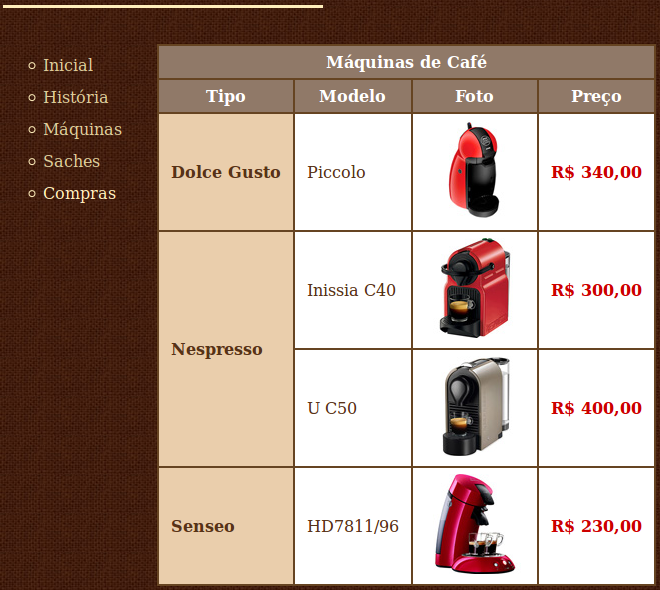 Inicial
História
Máquinas
Saches
Compras
Máquinas de Café
Tipo Modelo Foto Preço
Dolce Gusto Piccolo R$ 340,00
Nespresso Inissia C40 R$ 300,00
U C50 R$ 400,00
Senseo HD7811/96 R$ 230,00